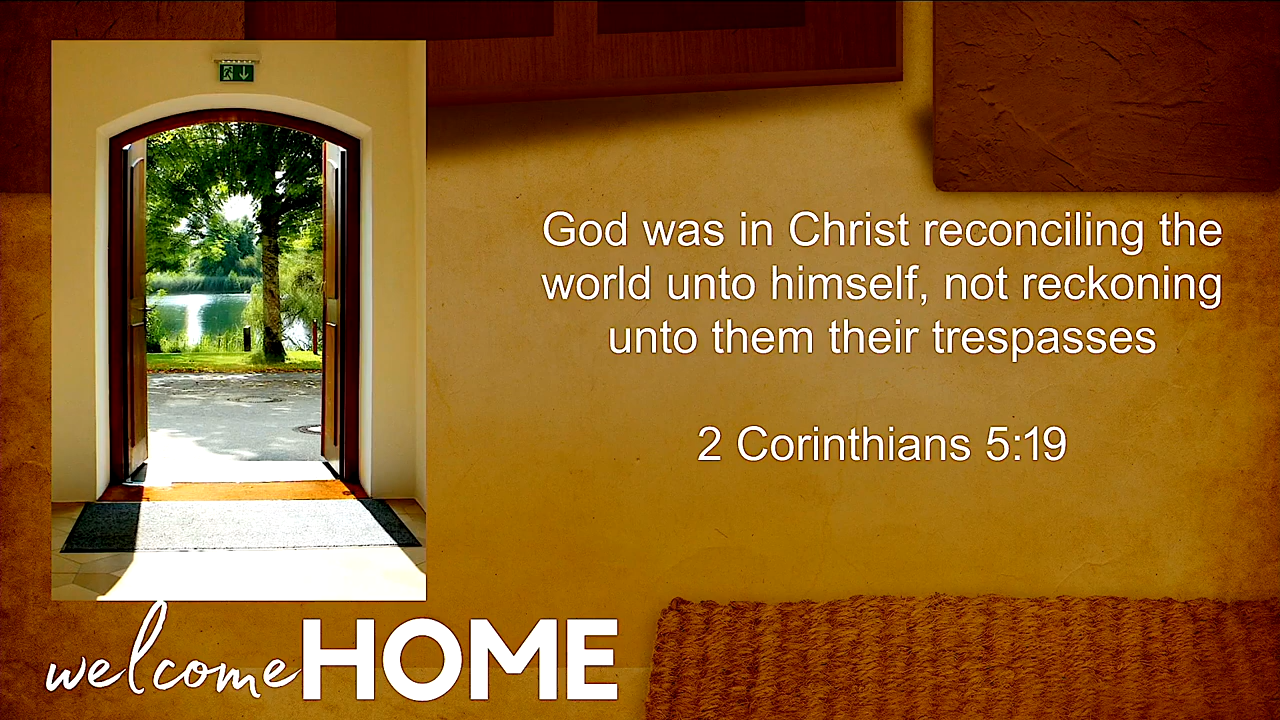 God was in Christ reconciling the
world unto himself, not reckoning
unto them their trespasses
2 Corinthians 5:19
welcome HOME